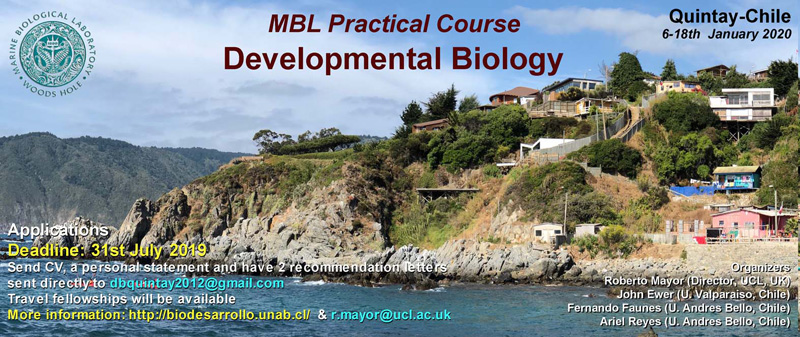 MARINE BIOLOGICAL LABORATORY
WOODS HOLE
MBL Practical Course
Developmental Biology
Quintay-Chile
6-18th January 2020
Applications
Deadline: 31st July 2019
Send CV, a personal statement and have 2 recommendation letters
sent directly to dbquintay2012@gmail.com
Travel fellowships will be available
More information: http://biodesarrollo.unab.cl/ & r.mayor@ucl.ac.uk
Organizers
Roberto Mayor (Director, UCL, UK)
John Ewer (U. Valparaiso, Chile)
Fernando Faunes (U. Andres Bello, Chile)
Ariel Reyes (U. Andres Bello, Chile)